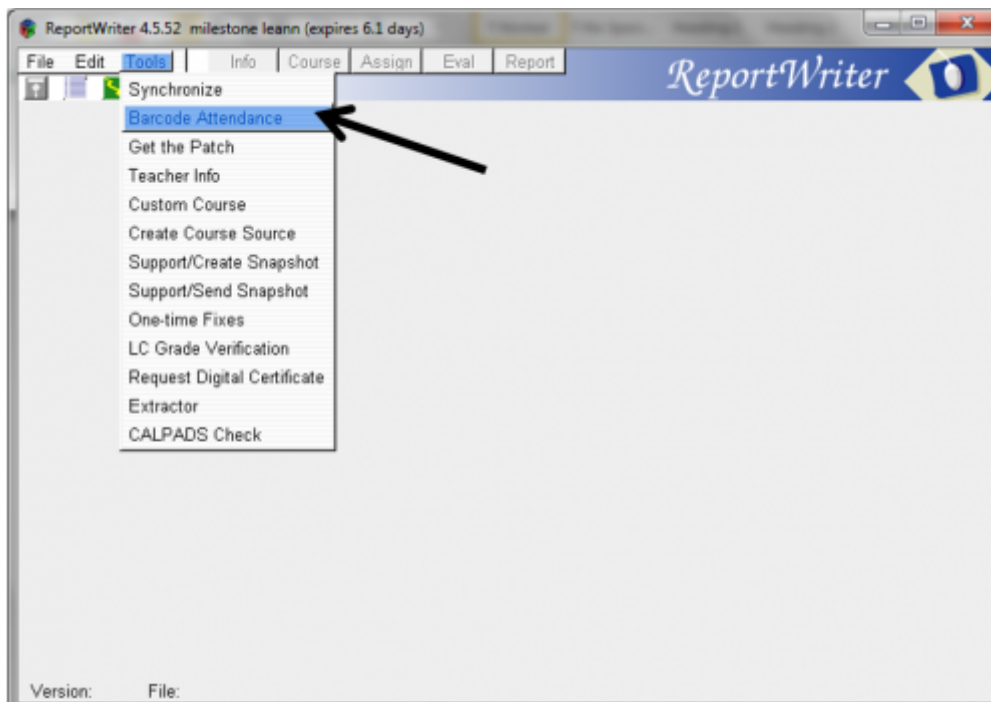 ReportWriter 4.5.52 milestone leann (expires 6.1 days)
File Edit Tools Info Course Assign Eval Report
ReportWriter
Synchronize
Barcode Attendance
Get the Patch
Teacher Info
Custom Course
Create Course Source
Support/Create Snapshot
Support/Send Snapshot
One-time Fixes
LC Grade Verification
Request Digital Certificate
Extractor
CALPADS Check
Version: File: